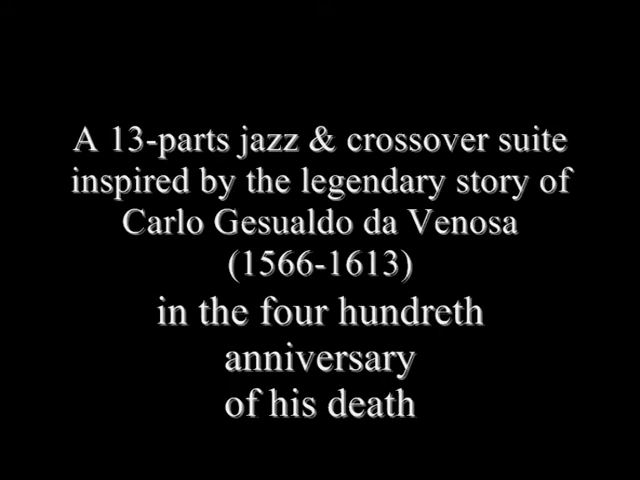 A 13-parts jazz & crossover suite
inspired by the legendary story of
Carlo Gesualdo da Venosa
(1566-1613)
in the four hundreth
anniversary
of his death